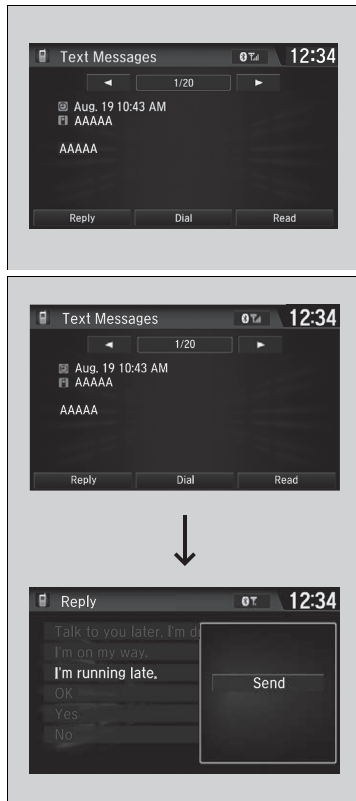 Text Messages 12:34
1/20
Aug. 19 10:43 AM
AAAAA
AAAAA
Reply Dial Read
Text Messages 12:34
1/20
Aug. 19 10:43 AM
AAAAA
AAAAA
Reply Dial Read
Reply 12:34
Talk to you later, I'm
I'm on my way.
I'm running late.
Send
OK
Yes
No